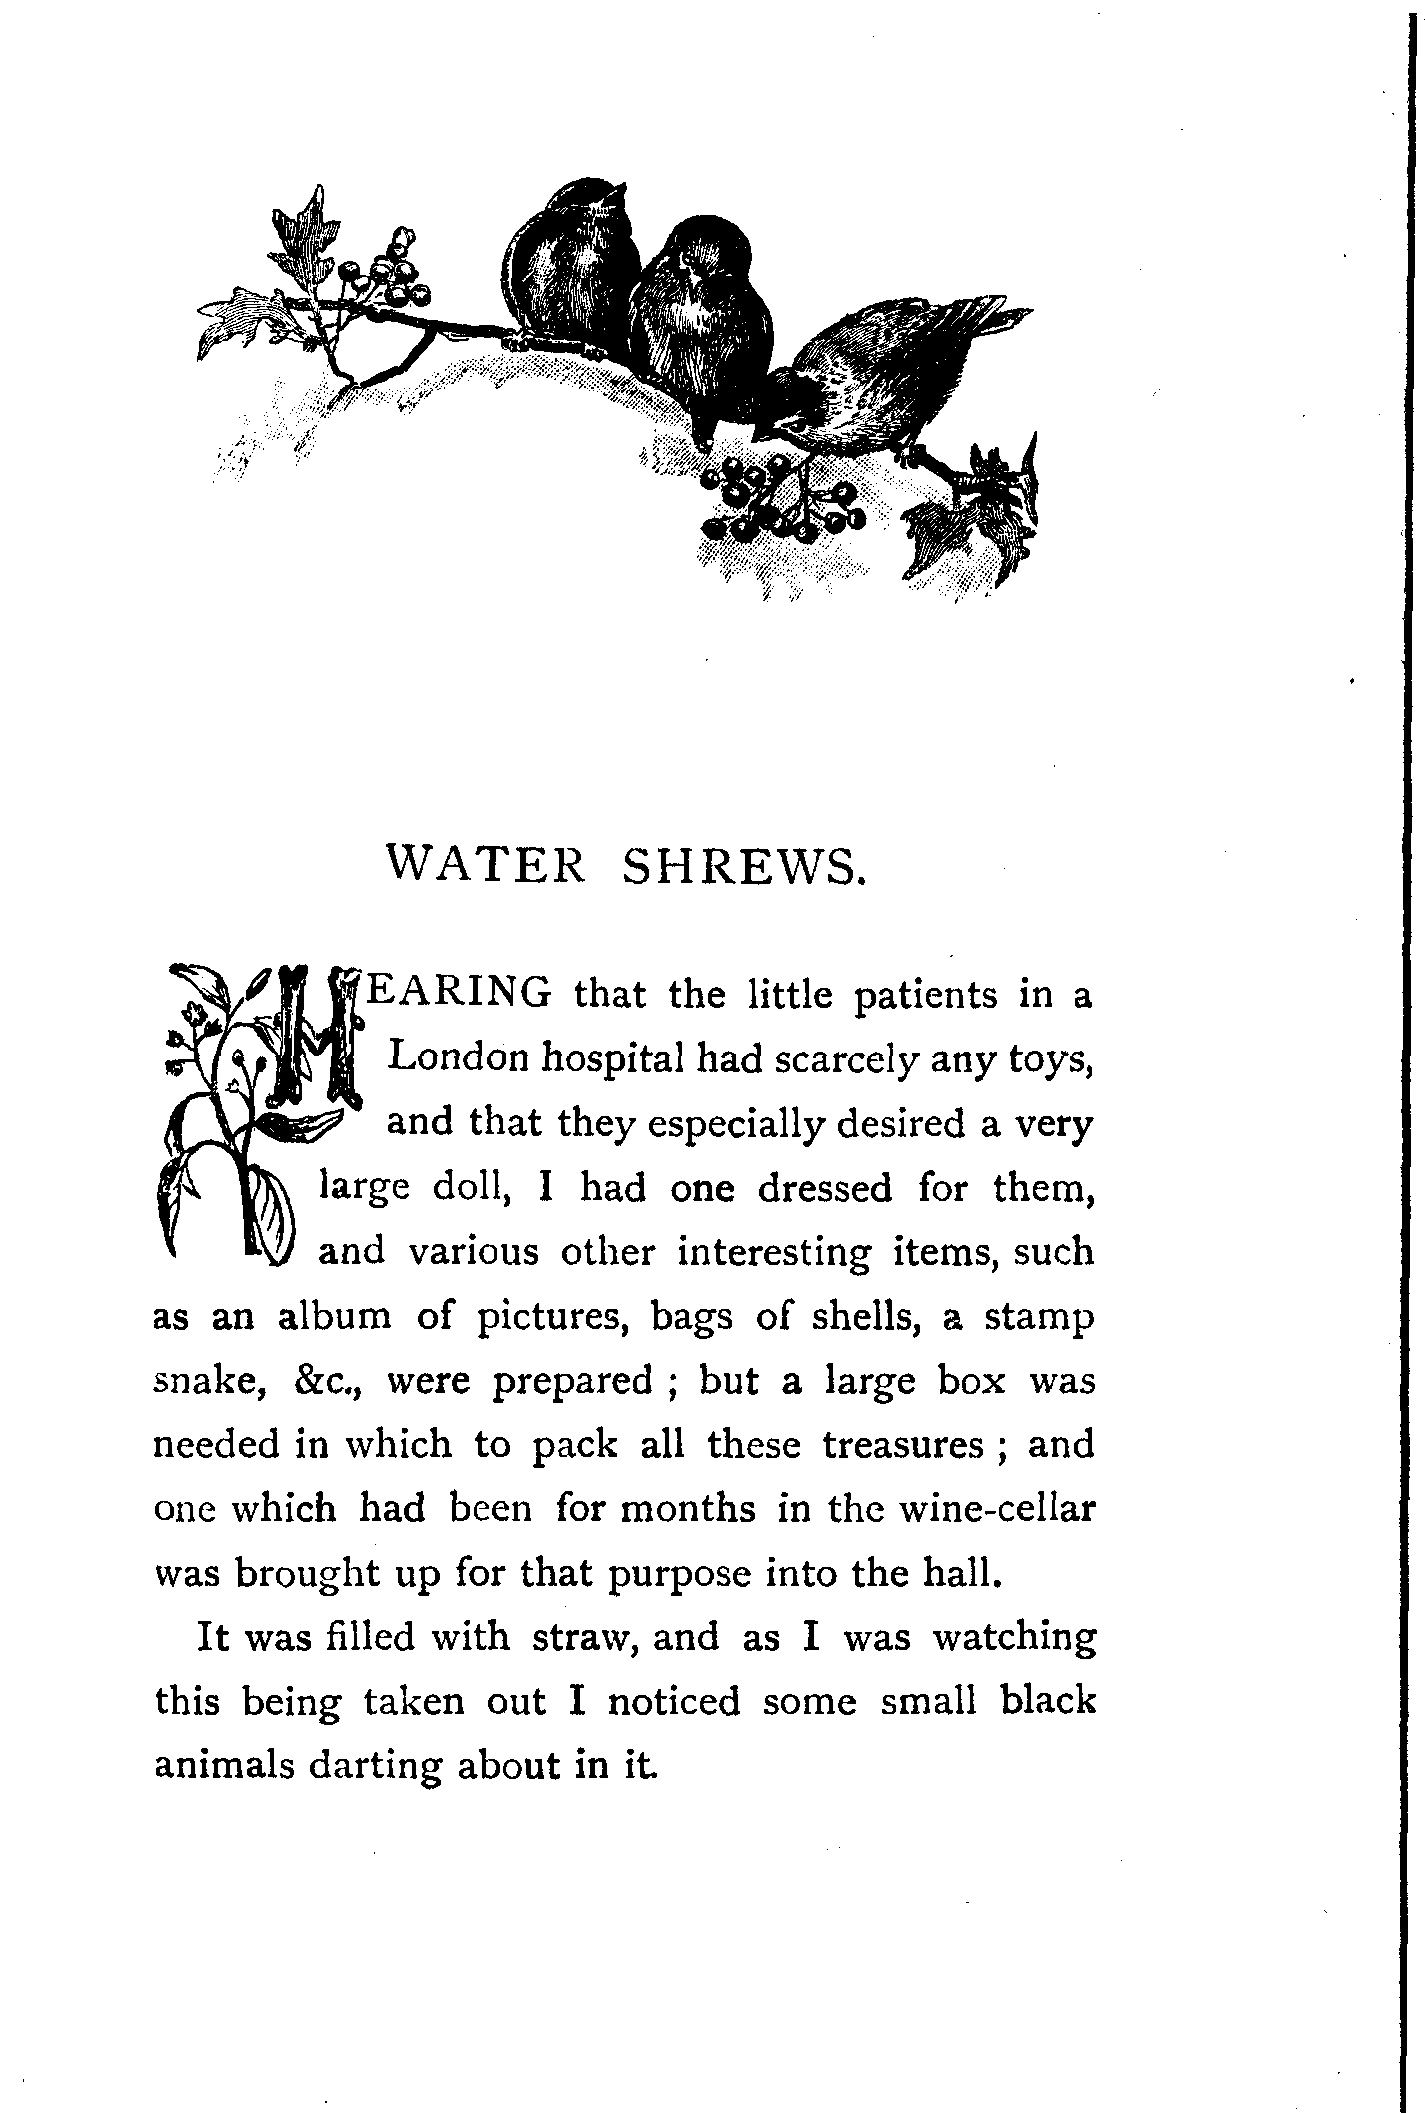 WATER SHREWS.
HEARING that the little patients in a
London hospital had scarcely any toys,
and that they especially desired a very
large doll, I had one dressed for them,
and various other interesting items, such
as an album of pictures, bags of shells, a stamp
snake, &c., were prepared ; but a large box was
needed in which to pack all these treasures ; and
one which had been for months in the wine-cellar
was brought up for that purpose into the hall.
It was filled with straw, and as I was watching
this being taken out I noticed some small black
animals darting about in it.